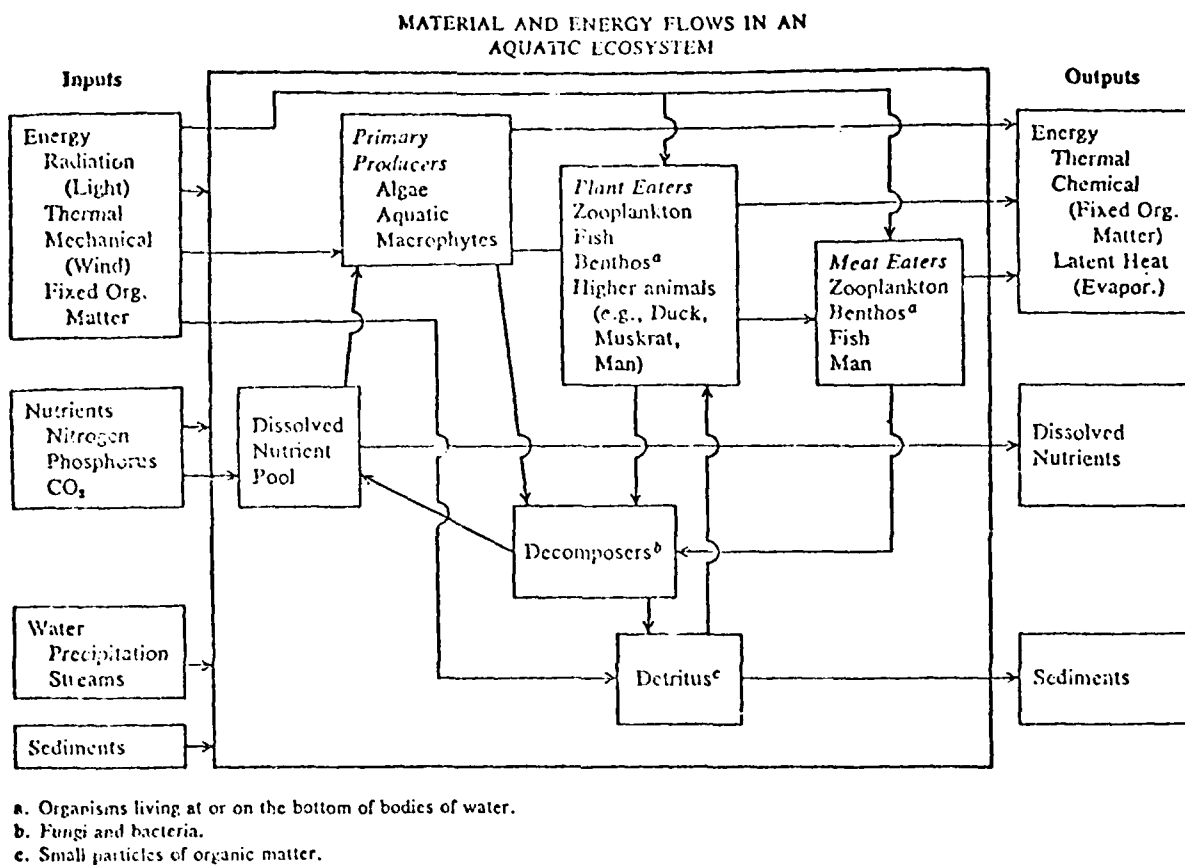 MATERIAL AND ENERGY FLOWS IN AN
AQUATIC ECOSYSTEM
Inputs
Outputs
Energy
Radiation
(Light)
Thermal
Mechanical
(Wind)
Fixed Org.
Matter
Primary
Producers
Algae
Aquatic
Macrophytes
Plant Eaters
Zooplankton
Fish
Benthosᵃ
Higher animals
(e.g., Duck,
Muskrat,
Man)
Meat Eaters
Zooplankton
Benthosᵃ
Fish
Man
Energy
Thermal
Chemical
(Fixed Org.
Matter)
Latent Heat
(Evapor.)
Nutrients
Nitrogen
Phosphorus
CO₂
Dissolved
Nutrient
Pool
Dissolved
Nutrients
Decomposersᵇ
Water
Precipitation
Streams
Detritusᶜ
Sediments
Sediments
a. Organisms living at or on the bottom of bodies of water.
b. Fungi and bacteria.
c. Small particles of organic matter.